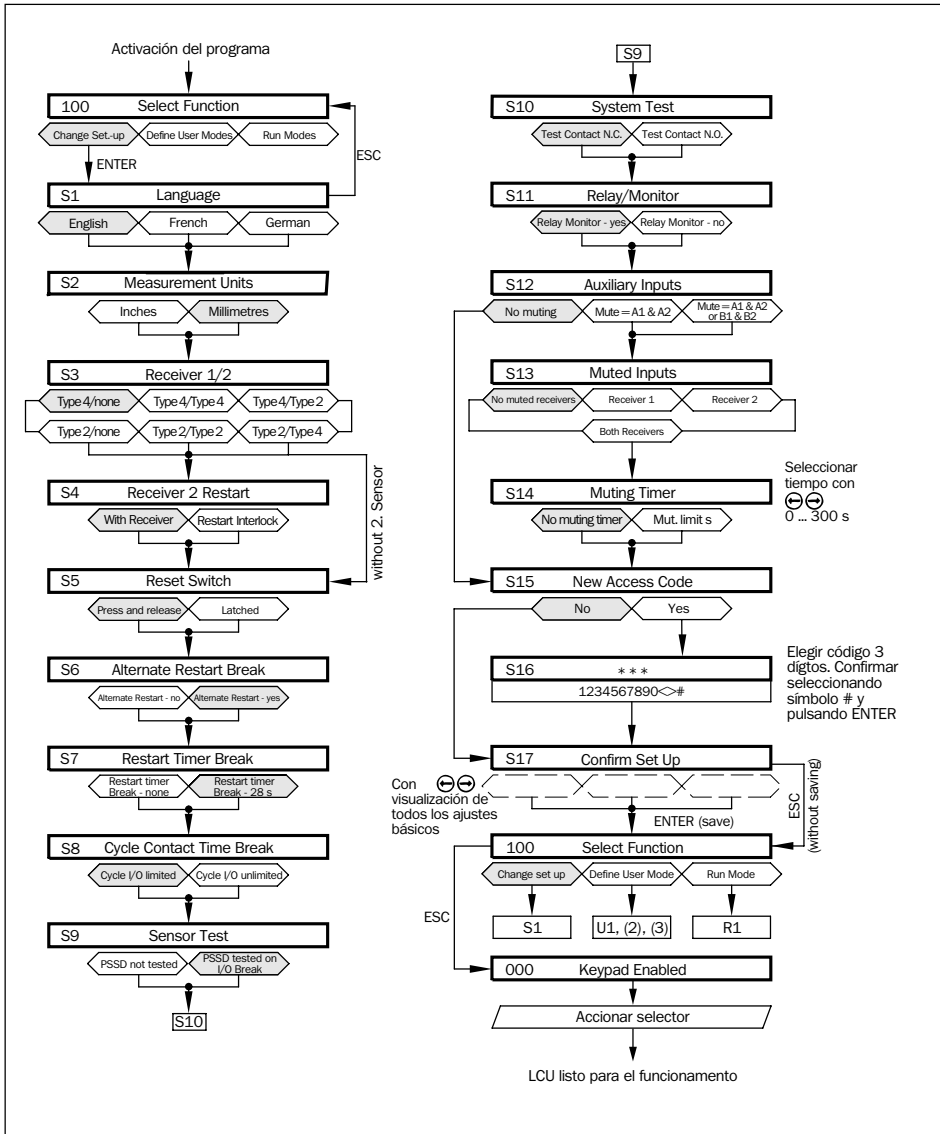 Activación del programa
100 Select Function
Change Set.-up Define User Modes Run Modes
ENTER
ESC
S1 Language
English French German
S2 Measurement Units
Inches Millimetres
S3 Receiver 1/2
Type 4/none Type 4/Type 4 Type 4/Type 2
Type 2/none Type 2/Type 2 Type 2/Type 4
S4 Receiver 2 Restart
With Receiver Restart Interlock
without 2. Sensor
S5 Reset Switch
Press and release Latched
S6 Alternate Restart Break
Alternate Restart - no Alternate Restart - yes
S7 Restart Timer Break
Restart timer Break - none Restart timer Break - 28 s
S8 Cycle Contact Time Break
Cycle I/O limited Cycle I/O unlimited
S9 Sensor Test
PSSD not tested PSSD tested on I/O Break
S10
S9
S10 System Test
Test Contact N.C. Test Contact N.O.
S11 Relay/Monitor
Relay Monitor - yes Relay Monitor - no
S12 Auxiliary Inputs
No muting Mute = A1 & A2 Mute = A1 & A2 or B1 & B2
S13 Muted Inputs
No muted receivers Receiver 1 Receiver 2
Both Receivers
S14 Muting Timer
No muting timer Mut. limit s
Seleccionar
tiempo con
0 ... 300 s
S15 New Access Code
No Yes
S16 * * *
1234567890<>#
Elegir código 3
dígtos. Confirmar
seleccionando
símbolo # y
pulsando ENTER
S17 Confirm Set Up
Con
visualización de
todos los ajustes
básicos
ENTER (save)
ESC
(without saving)
100 Select Function
Change set up Define User Mode Run Mode
ESC
S1 U1, (2), (3) R1
000 Keypad Enabled
Accionar selector
LCU listo para el funcionamento